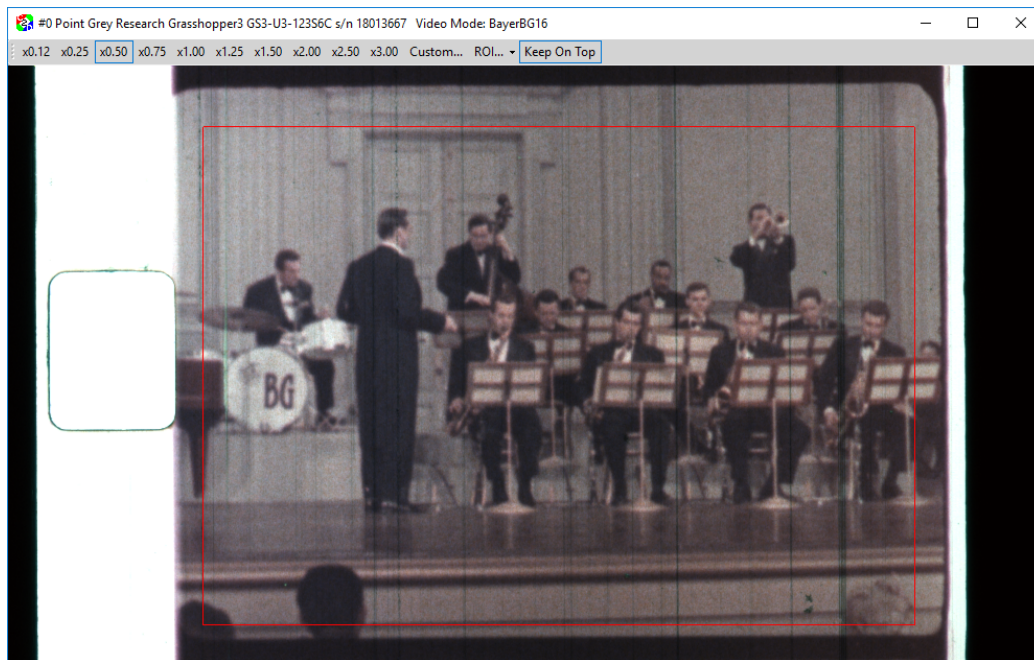 #0 Point Grey Research Grasshopper3 GS3-U3-123S6C s/n 18013667 Video Mode: BayerBG16
x0.12 x0.25 x0.50 x0.75 x1.00 x1.25 x1.50 x2.00 x2.50 x3.00 Custom... ROI... Keep On Top
BG